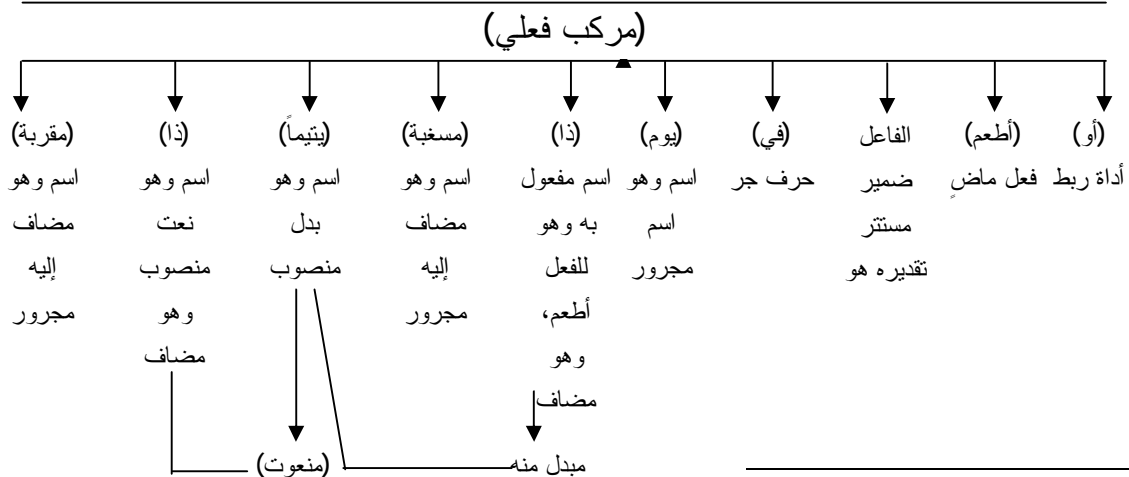 (مركب فعلي)
(أو) (أطعم) الفاعل (في) (يوم) (ذا) (مسغبة) (يتيماً) (ذا) (مقربة)
أداة ربط فعل ماضٍ ضمير حرف جر اسم وهو اسم مفعول اسم وهو اسم وهو اسم وهو اسم وهو
مستتر اسم به وهو مضاف بدل نعت مضاف
تقديره هو مجرور للفعل إليه منصوب منصوب إليه
أطعم، مجرور وهو مجرور
وهو مضاف
مضاف
مبدل منه (منعوت)